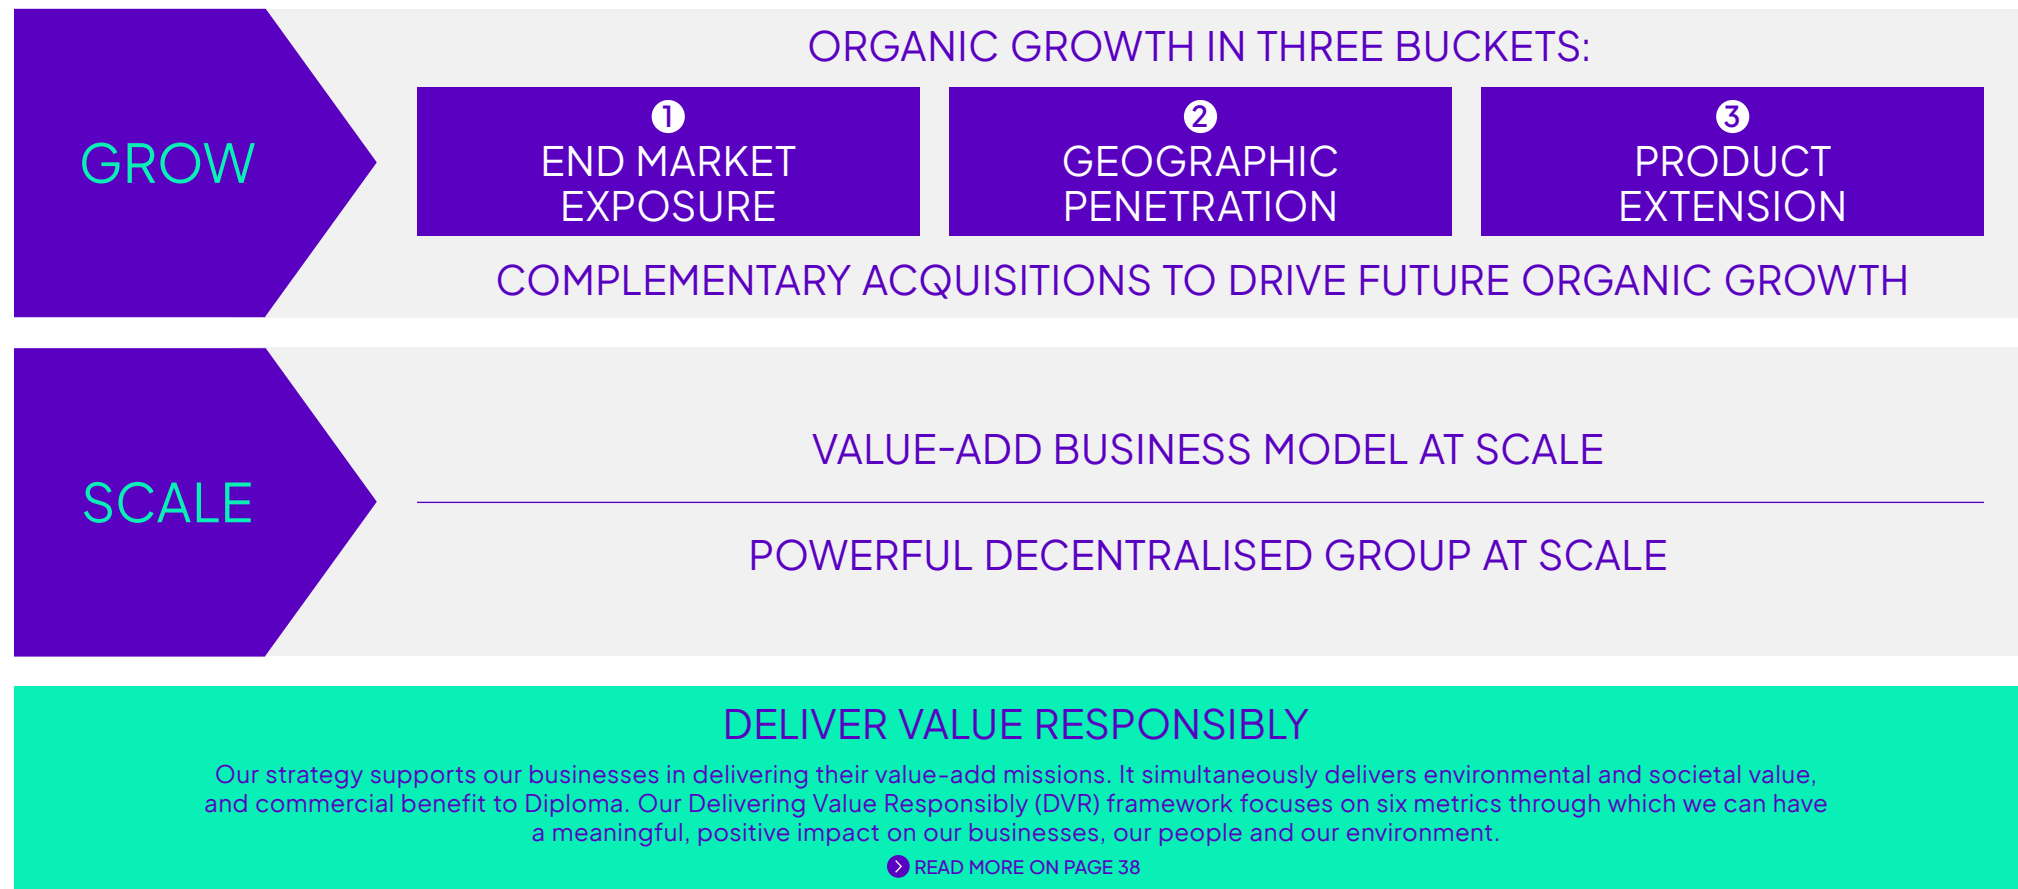 GROW
ORGANIC GROWTH IN THREE BUCKETS:
1
END MARKET
EXPOSURE
2
GEOGRAPHIC
PENETRATION
3
PRODUCT
EXTENSION
COMPLEMENTARY ACQUISITIONS TO DRIVE FUTURE ORGANIC GROWTH
SCALE
VALUE-ADD BUSINESS MODEL AT SCALE
POWERFUL DECENTRALISED GROUP AT SCALE
DELIVER VALUE RESPONSIBLY
Our strategy supports our businesses in delivering their value-add missions. It simultaneously delivers environmental and societal value,
and commercial benefit to Diploma. Our Delivering Value Responsibly (DVR) framework focuses on six metrics through which we can have
a meaningful, positive impact on our businesses, our people and our environment.
READ MORE ON PAGE 38